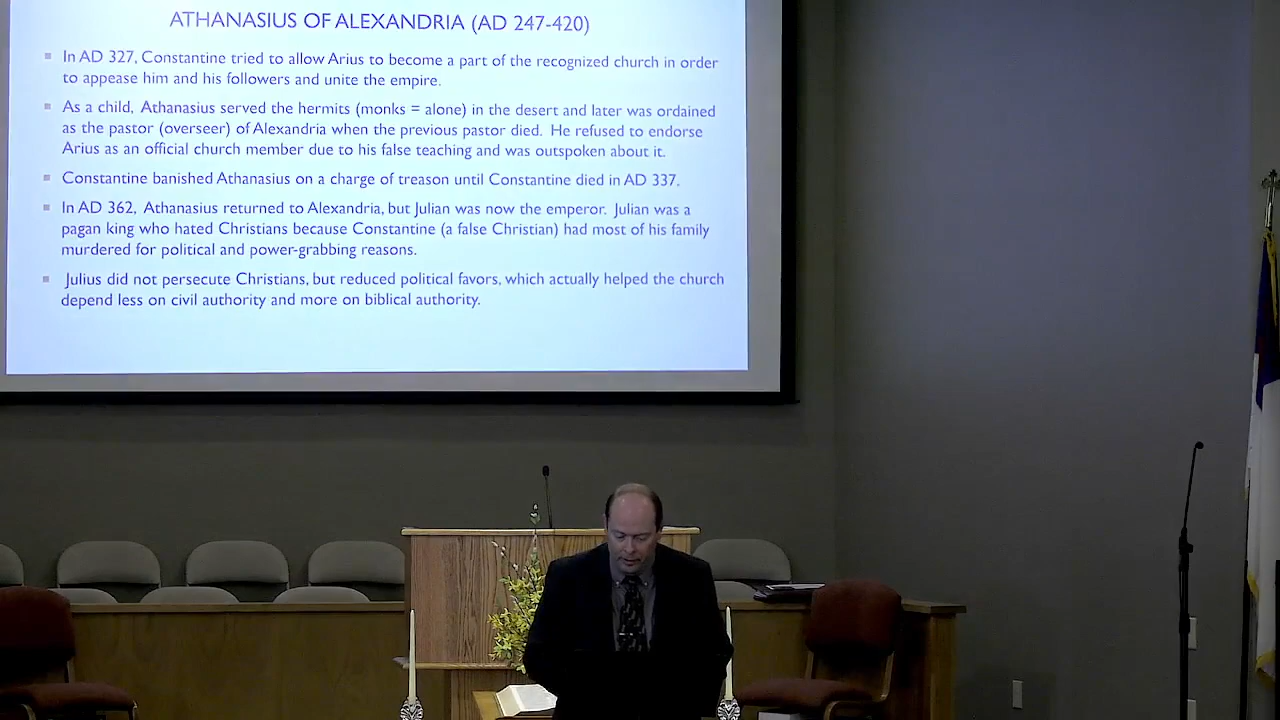 ATHANASIUS OF ALEXANDRIA (AD 247-420)
In AD 327, Constantine tried to allow Arius to become a part of the recognized church in order
to appease him and his followers and unite the empire.
As a child, Athanasius served the hermits (monks = alone) in the desert and later was ordained
as the pastor (overseer) of Alexandria when the previous pastor died. He refused to endorse
Arius as an official church member due to his false teaching and was outspoken about it.
Constantine banished Athanasius on a charge of treason until Constantine died in AD 337.
In AD 362, Athanasius returned to Alexandria, but Julian was now the emperor. Julian was a
pagan king who hated Christians because Constantine (a false Christian) had most of his family
murdered for political and power-grabbing reasons.
Julius did not persecute Christians, but reduced political favors, which actually helped the church
depend less on civil authority and more on biblical authority.